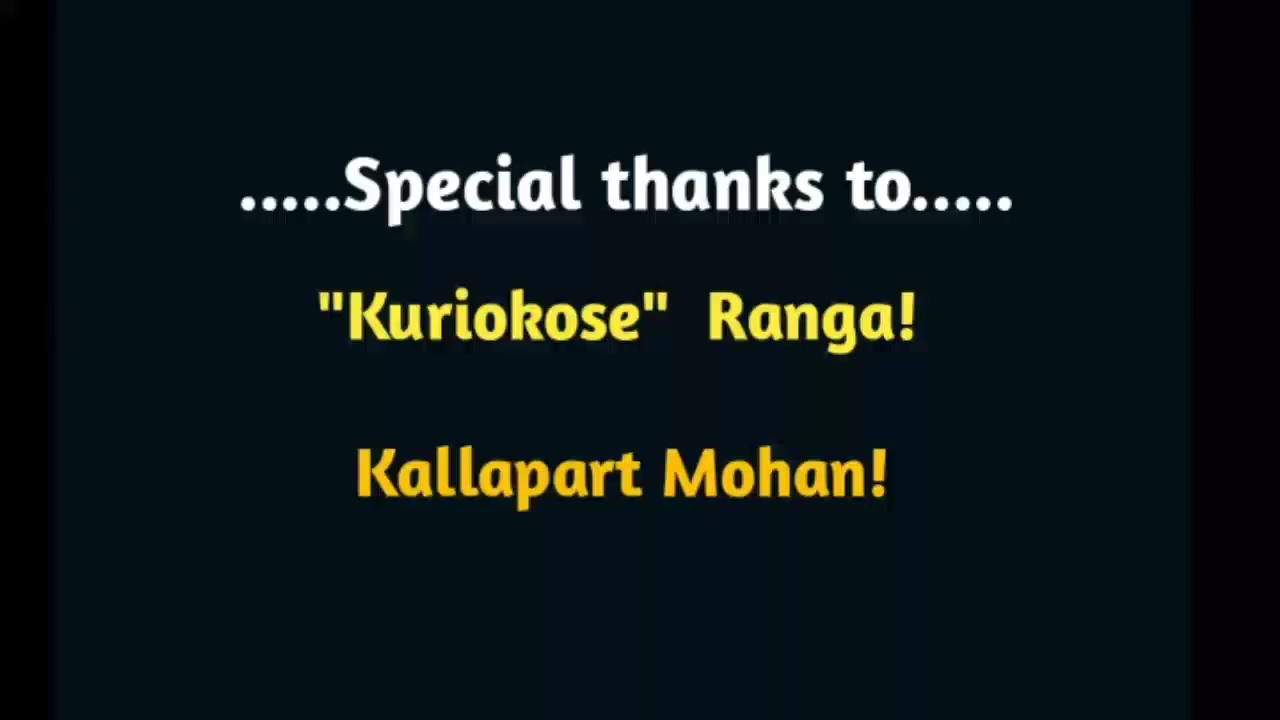 .....Special thanks to.....
"Kuriokose" Ranga!
Kallapart Mohan!